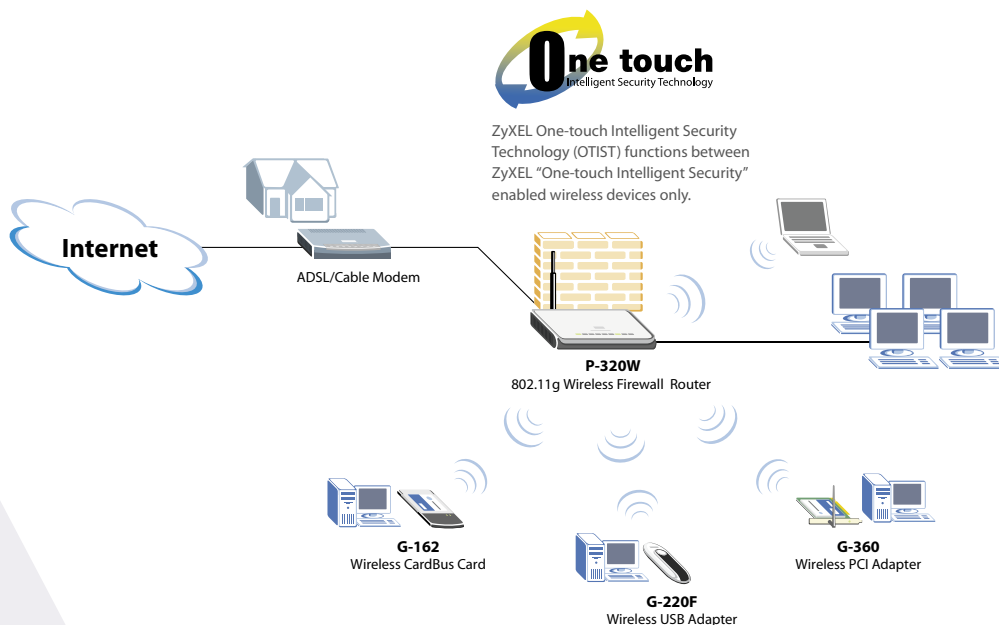 One touch
Intelligent Security Technology
ZyXEL One-touch Intelligent Security
Technology (OTIST) functions between
ZyXEL “One-touch Intelligent Security”
enabled wireless devices only.
Internet
ADSL/Cable Modem
P-320W
802.11g Wireless Firewall Router
G-162
Wireless CardBus Card
G-220F
Wireless USB Adapter
G-360
Wireless PCI Adapter